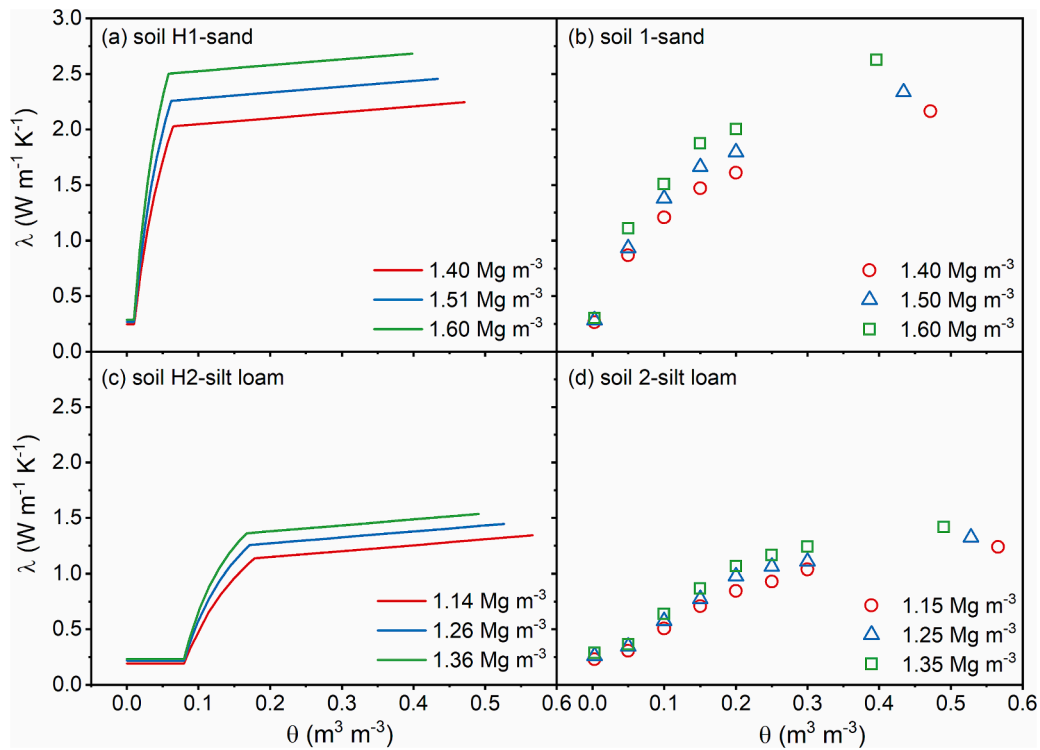 (a) soil H1-sand
(b) soil 1-sand
3.0
2.5
2.0
1.5
1.0
0.5
0.0
λ (W m⁻¹ K⁻¹)
1.40 Mg m⁻³
1.51 Mg m⁻³
1.60 Mg m⁻³
1.40 Mg m⁻³
1.50 Mg m⁻³
1.60 Mg m⁻³
(c) soil H2-silt loam
(d) soil 2-silt loam
2.5
2.0
1.5
1.0
0.5
0.0
λ (W m⁻¹ K⁻¹)
1.14 Mg m⁻³
1.26 Mg m⁻³
1.36 Mg m⁻³
1.15 Mg m⁻³
1.25 Mg m⁻³
1.35 Mg m⁻³
0.0 0.1 0.2 0.3 0.4 0.5 0.6 0.0 0.1 0.2 0.3 0.4 0.5 0.6
θ (m³ m⁻³) θ (m³ m⁻³)